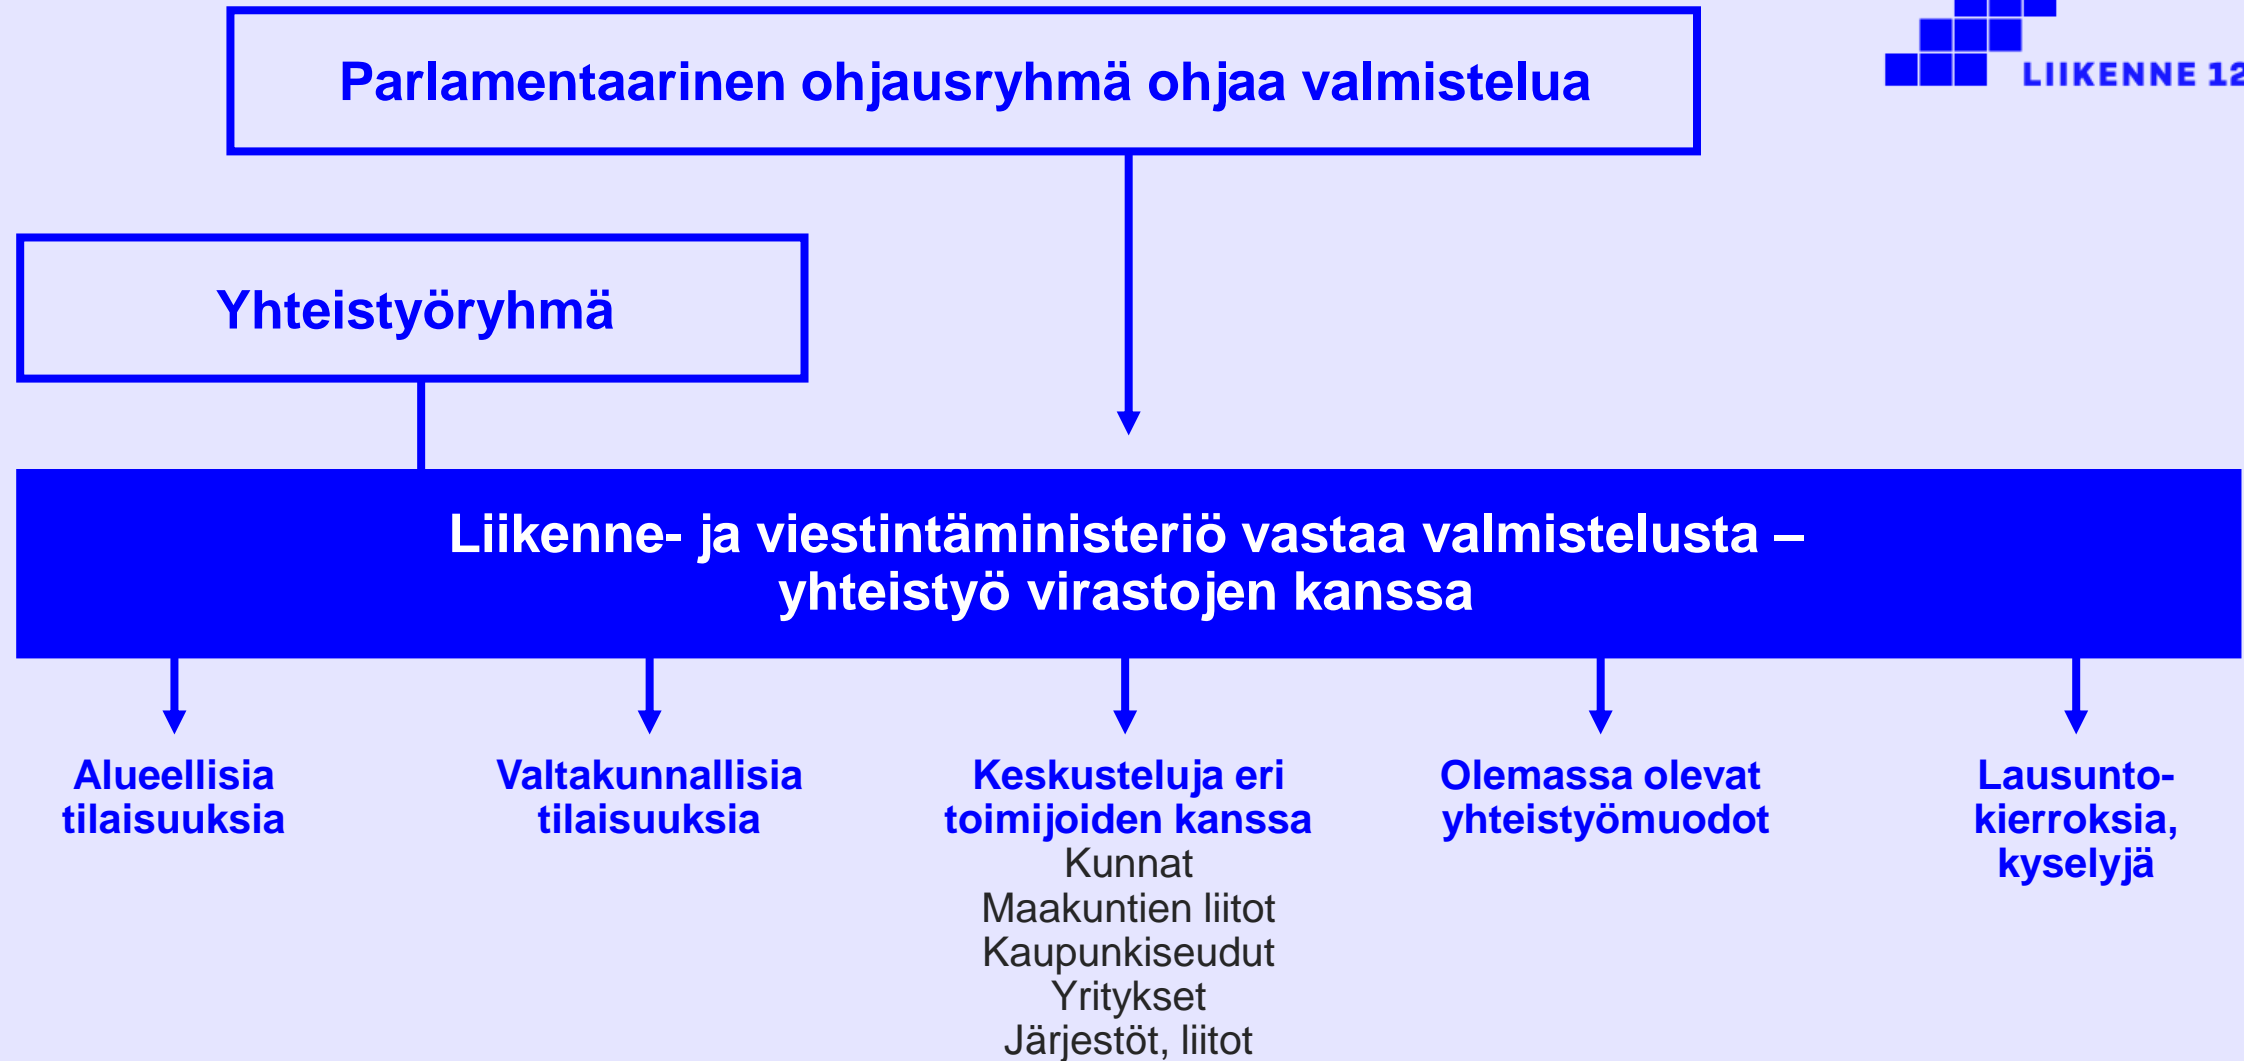 LIIKENNE 12
Parlamentaarinen ohjausryhmä ohjaa valmistelua
Yhteistyöryhmä
Liikenne- ja viestintäministeriö vastaa valmistelusta –
yhteistyö virastojen kanssa
Alueellisia
tilaisuuksia
Valtakunnallisia
tilaisuuksia
Keskusteluja eri
toimijoiden kanssa
Kunnat
Maakuntien liitot
Kaupunkiseudut
Yritykset
Järjestöt, liitot
Olemassa olevat
yhteistyömuodot
Lausunto-
kierroksia,
kyselyjä